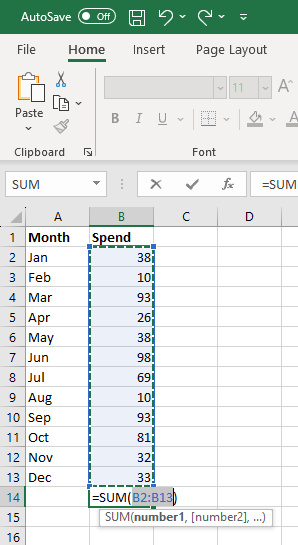 AutoSave Off
File Home Insert Page Layout
Paste
11 A
B I U
Clipboard Font
SUM fx =SUM
A B C D
1 Month Spend
2 Jan 38
3 Feb 10
4 Mar 93
5 Apr 26
6 May 38
7 Jun 98
8 Jul 69
9 Aug 10
10 Sep 93
11 Oct 81
12 Nov 32
13 Dec 33
14 =SUM(B2:B13)
15 SUM(number1, [number2], ...)
16